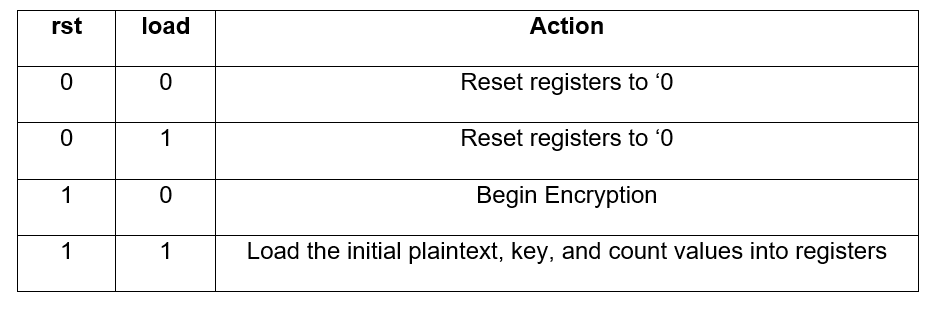 rst load Action
0 0 Reset registers to ‘0
0 1 Reset registers to ‘0
1 0 Begin Encryption
1 1 Load the initial plaintext, key, and count values into registers